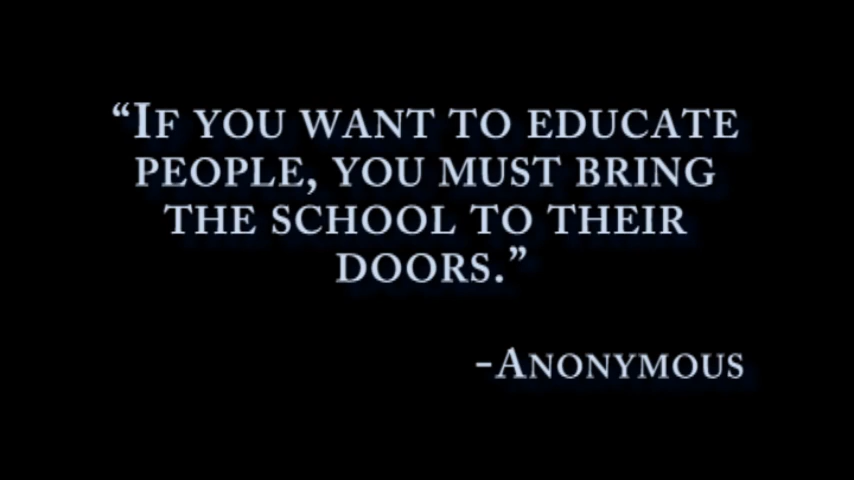 “If you want to educate
people, you must bring
the school to their
doors.”
-Anonymous